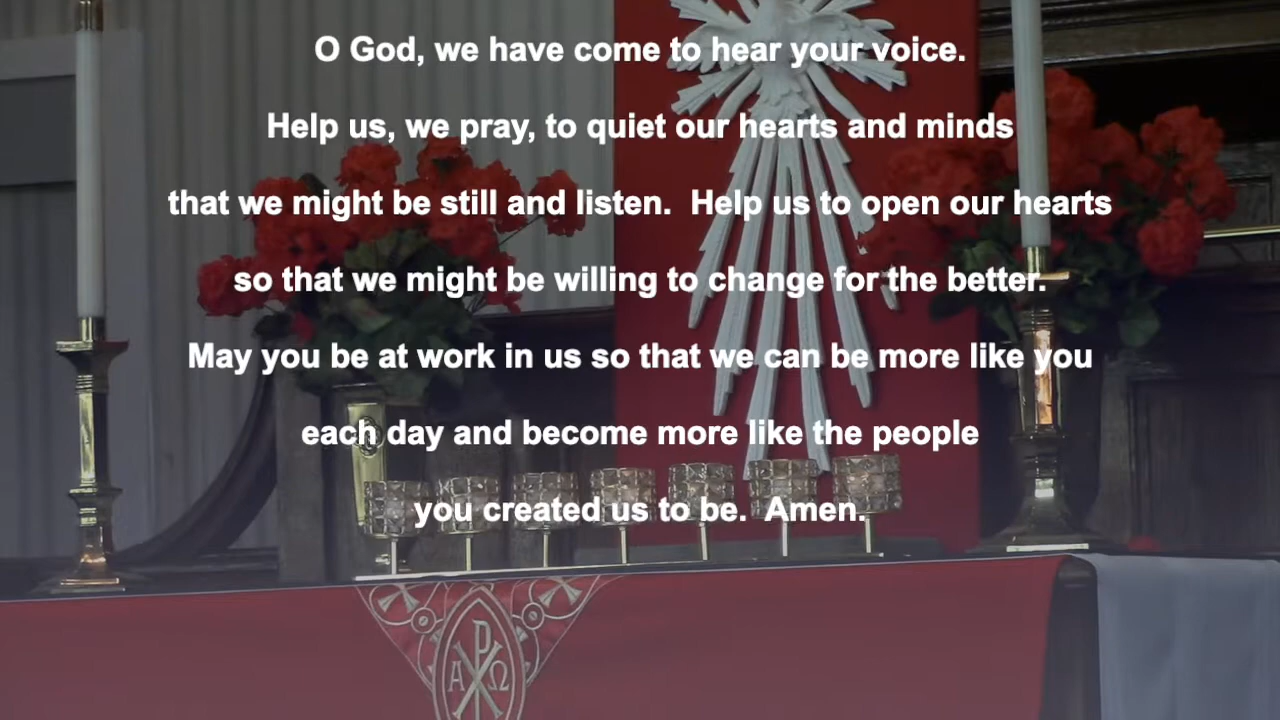 O God, we have come to hear your voice.
Help us, we pray, to quiet our hearts and minds
that we might be still and listen.  Help us to open our hearts
so that we might be willing to change for the better.
May you be at work in us so that we can be more like you
each day and become more like the people
you created us to be.  Amen.
Α Ω